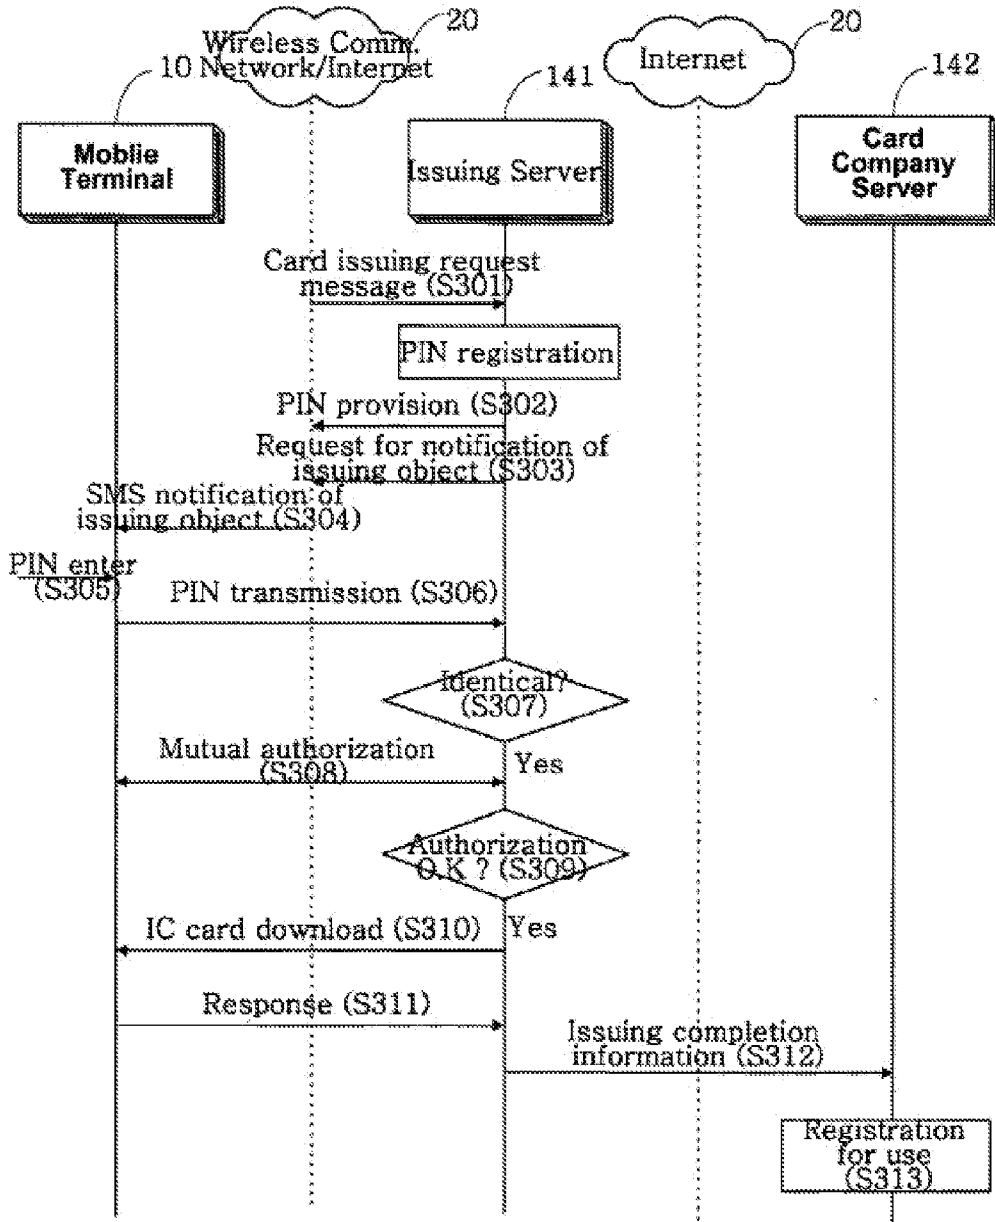 20
20
Wireless Comm.
10 Network/Internet
Internet
141
142
Moblie
Terminal
Issuing Server
Card
Company
Server
Card issuing request
message (S301)
PIN registration
PIN provision (S302)
Request for notification of
issuing object (S303)
SMS notification of
issuing object (S304)
PIN enter
(S305)
PIN transmission (S306)
Identical?
(S307)
Mutual authorization
(S308)
Yes
Authorization
O.K ? (S309)
IC card download (S310)
Yes
Response (S311)
Issuing completion
information (S312)
Registration
for use
(S313)